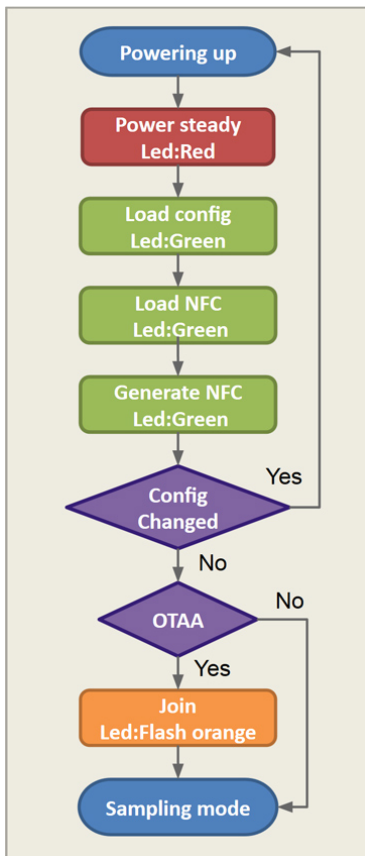 Powering up
Power steady
Led:Red
Load config
Led:Green
Load NFC
Led:Green
Generate NFC
Led:Green
Config
Changed
Yes
No
OTAA
No
Yes
Join
Led:Flash orange
Sampling mode